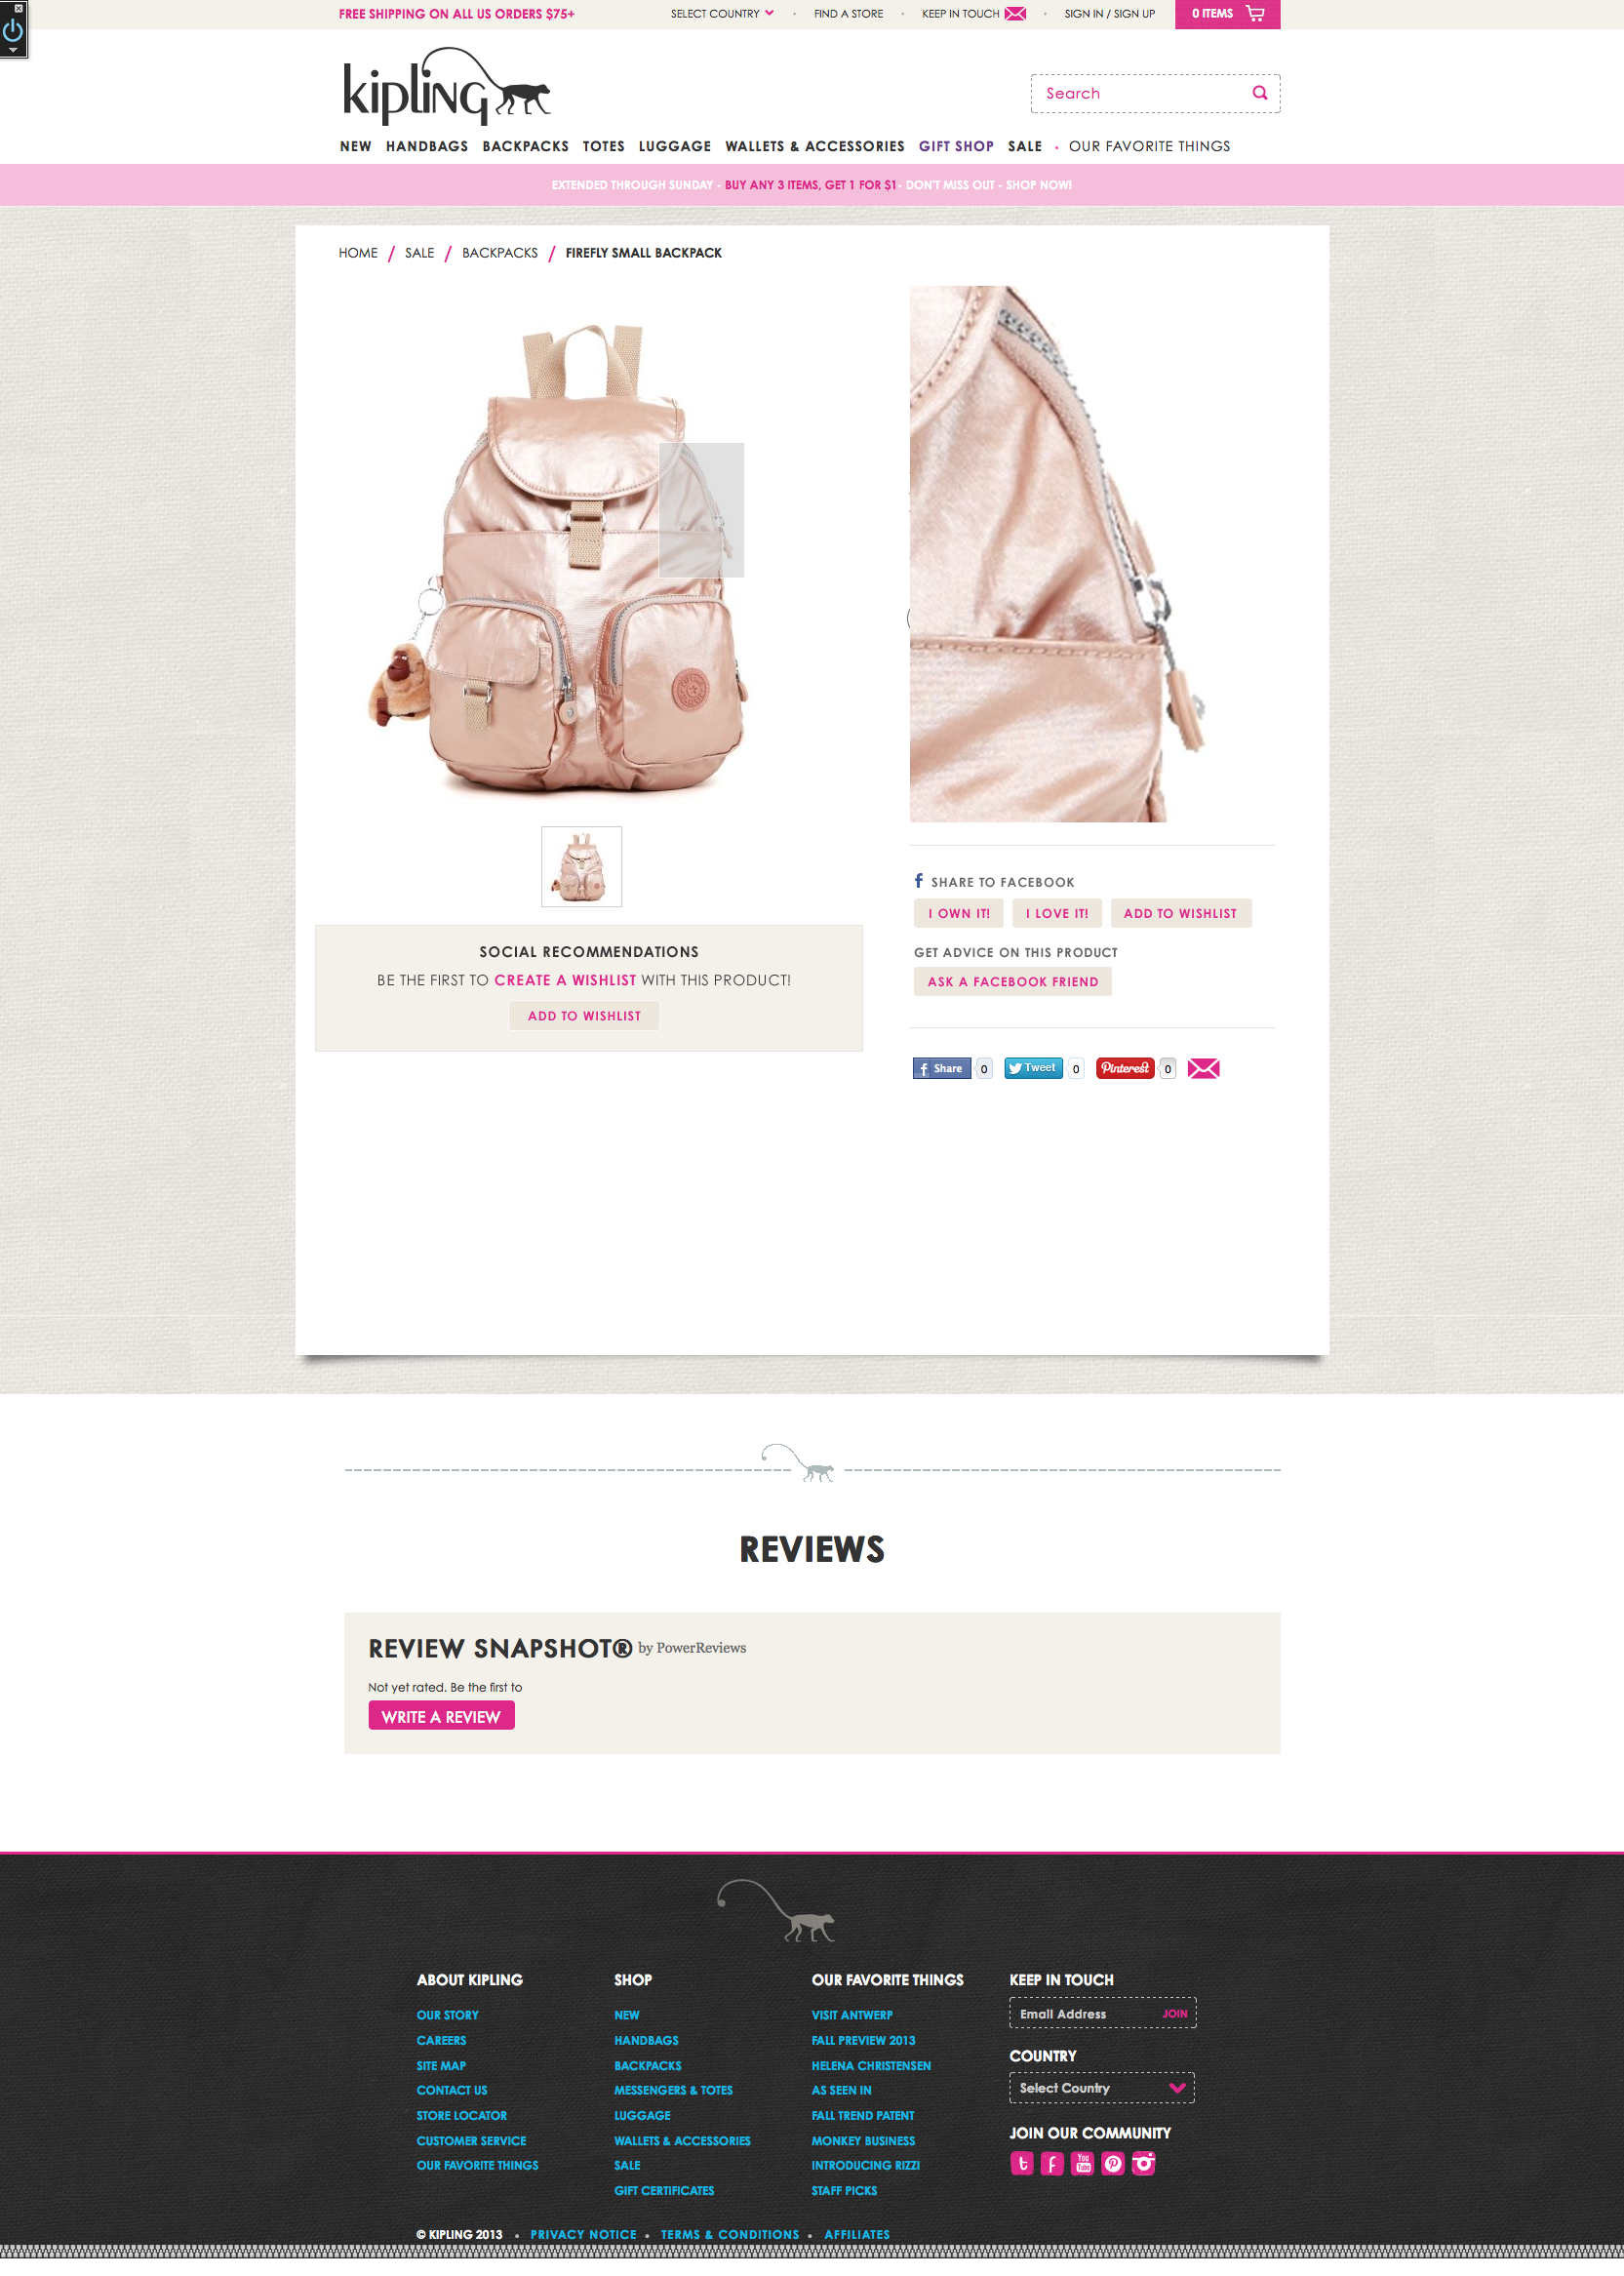 FREE SHIPPING ON ALL US ORDERS $75+ SELECT COUNTRY • FIND A STORE • KEEP IN TOUCH • SIGN IN / SIGN UP 0 ITEMS
kipling
Search
NEW HANDBAGS BACKPACKS TOTES LUGGAGE WALLETS & ACCESSORIES GIFT SHOP SALE • OUR FAVORITE THINGS
EXTENDED THROUGH SUNDAY - BUY ANY 3 ITEMS, GET 1 FOR $1- DON'T MISS OUT - SHOP NOW!
HOME / SALE / BACKPACKS / FIREFLY SMALL BACKPACK
SHARE TO FACEBOOK
I OWN IT! I LOVE IT! ADD TO WISHLIST
GET ADVICE ON THIS PRODUCT
ASK A FACEBOOK FRIEND
SOCIAL RECOMMENDATIONS
BE THE FIRST TO CREATE A WISHLIST WITH THIS PRODUCT!
ADD TO WISHLIST
Share 0 Tweet 0 Pinterest 0
REVIEWS
REVIEW SNAPSHOT® by PowerReviews
Not yet rated. Be the first to
WRITE A REVIEW
ABOUT KIPLING
OUR STORY
CAREERS
SITE MAP
CONTACT US
STORE LOCATOR
CUSTOMER SERVICE
OUR FAVORITE THINGS
SHOP
NEW
HANDBAGS
BACKPACKS
MESSENGERS & TOTES
LUGGAGE
WALLETS & ACCESSORIES
SALE
GIFT CERTIFICATES
OUR FAVORITE THINGS
VISIT ANTWERP
FALL PREVIEW 2013
HELENA CHRISTENSEN
AS SEEN IN
FALL TREND PATENT
MONKEY BUSINESS
INTRODUCING RIZZI
STAFF PICKS
KEEP IN TOUCH
Email Address JOIN
COUNTRY
Select Country
JOIN OUR COMMUNITY
You Tube
© KIPLING 2013 • PRIVACY NOTICE • TERMS & CONDITIONS • AFFILIATES